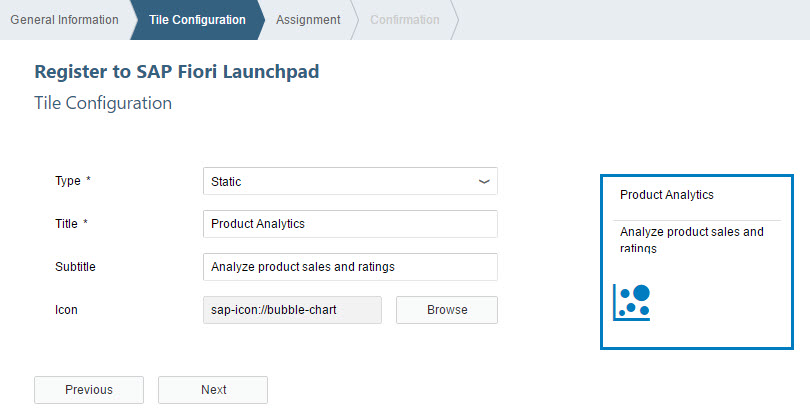 General Information
Tile Configuration
Assignment
Confirmation
Register to SAP Fiori Launchpad
Tile Configuration
Type *
Static
Title *
Product Analytics
Subtitle
Analyze product sales and ratings
Icon
sap-icon://bubble-chart
Browse
Product Analytics
Analyze product sales and
ratings
Previous
Next